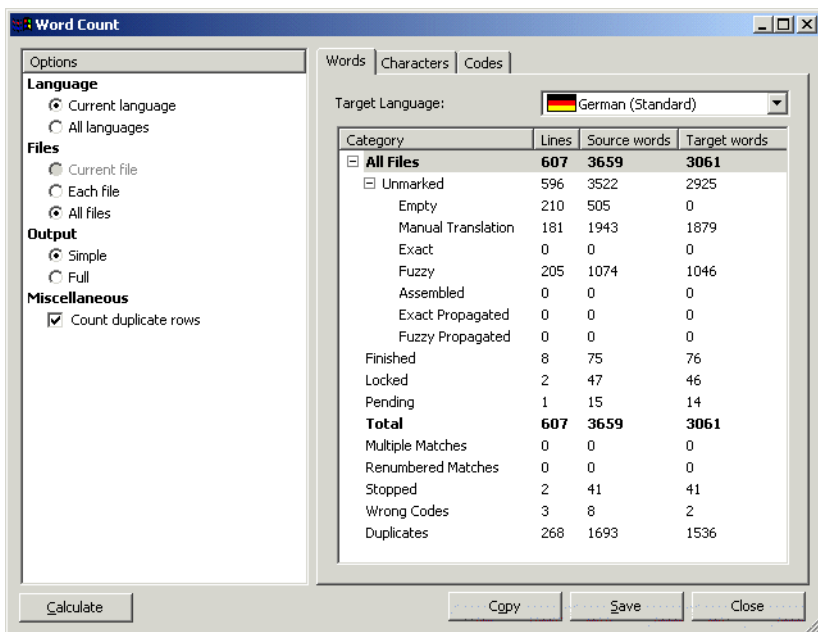 Word Count
Options
Language
Current language
All languages
Files
Current file
Each file
All files
Output
Simple
Full
Miscellaneous
Count duplicate rows
Calculate
Words Characters Codes
Target Language: German (Standard)
Category Lines Source words Target words
All Files 607 3659 3061
Unmarked 596 3522 2925
Empty 210 505 0
Manual Translation 181 1943 1879
Exact 0 0 0
Fuzzy 205 1074 1046
Assembled 0 0 0
Exact Propagated 0 0 0
Fuzzy Propagated 0 0 0
Finished 8 75 76
Locked 2 47 46
Pending 1 15 14
Total 607 3659 3061
Multiple Matches 0 0 0
Renumbered Matches 0 0 0
Stopped 2 41 41
Wrong Codes 3 8 2
Duplicates 268 1693 1536
Copy Save Close